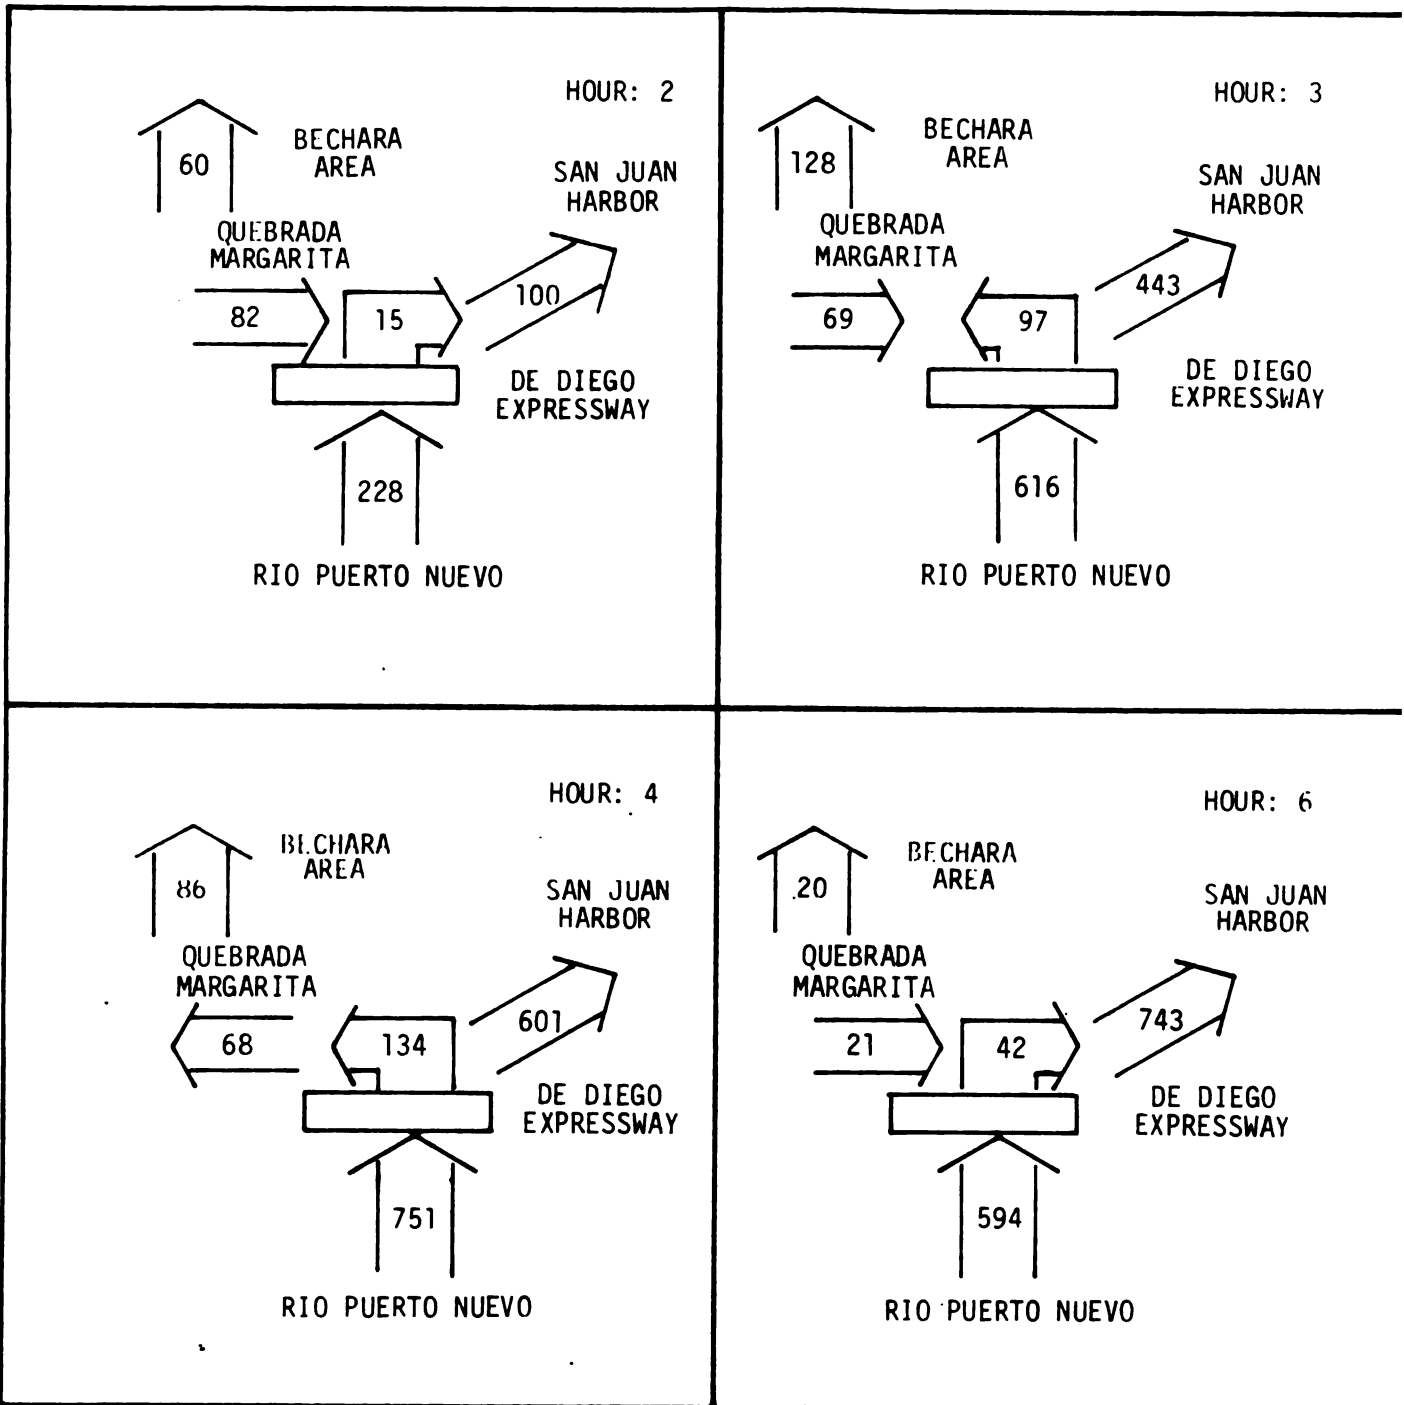 HOUR: 2
60
BECHARA
AREA
SAN JUAN
HARBOR
QUEBRADA
MARGARITA
82
15
100
DE DIEGO
EXPRESSWAY
228
RIO PUERTO NUEVO
HOUR: 3
128
BECHARA
AREA
SAN JUAN
HARBOR
QUEBRADA
MARGARITA
69
97
443
DE DIEGO
EXPRESSWAY
616
RIO PUERTO NUEVO
HOUR: 4
86
BECHARA
AREA
SAN JUAN
HARBOR
QUEBRADA
MARGARITA
68
134
601
DE DIEGO
EXPRESSWAY
751
RIO PUERTO NUEVO
HOUR: 6
20
BECHARA
AREA
SAN JUAN
HARBOR
QUEBRADA
MARGARITA
21
42
743
DE DIEGO
EXPRESSWAY
594
RIO PUERTO NUEVO